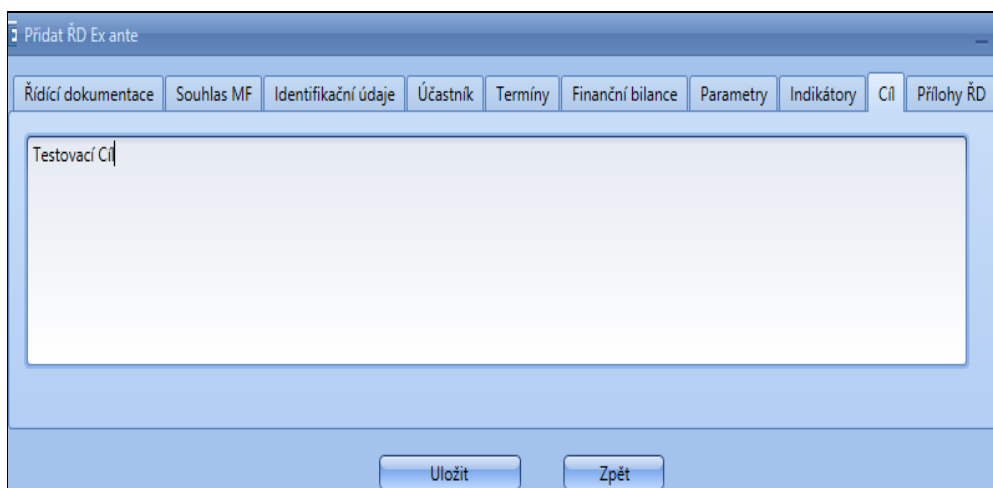 Přidat ŘD Ex ante
Řídící dokumentace Souhlas MF Identifikační údaje Účastník Termíny Finanční bilance Parametry Indikátory Cíl Přílohy ŘD
Testovací Cíl
Uložit Zpět